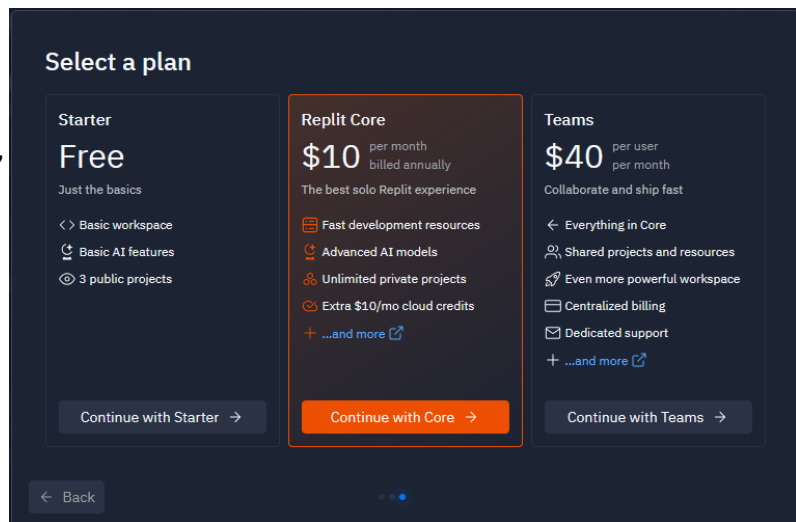 Select a plan
Starter
Free
Just the basics
Basic workspace
Basic AI features
3 public projects
Continue with Starter →
Replit Core
$10 per month
billed annually
The best solo Replit experience
Fast development resources
Advanced AI models
Unlimited private projects
Extra $10/mo cloud credits
...and more
Continue with Core →
Teams
$40 per user
per month
Collaborate and ship fast
Everything in Core
Shared projects and resources
Even more powerful workspace
Centralized billing
Dedicated support
...and more
Continue with Teams →
← Back